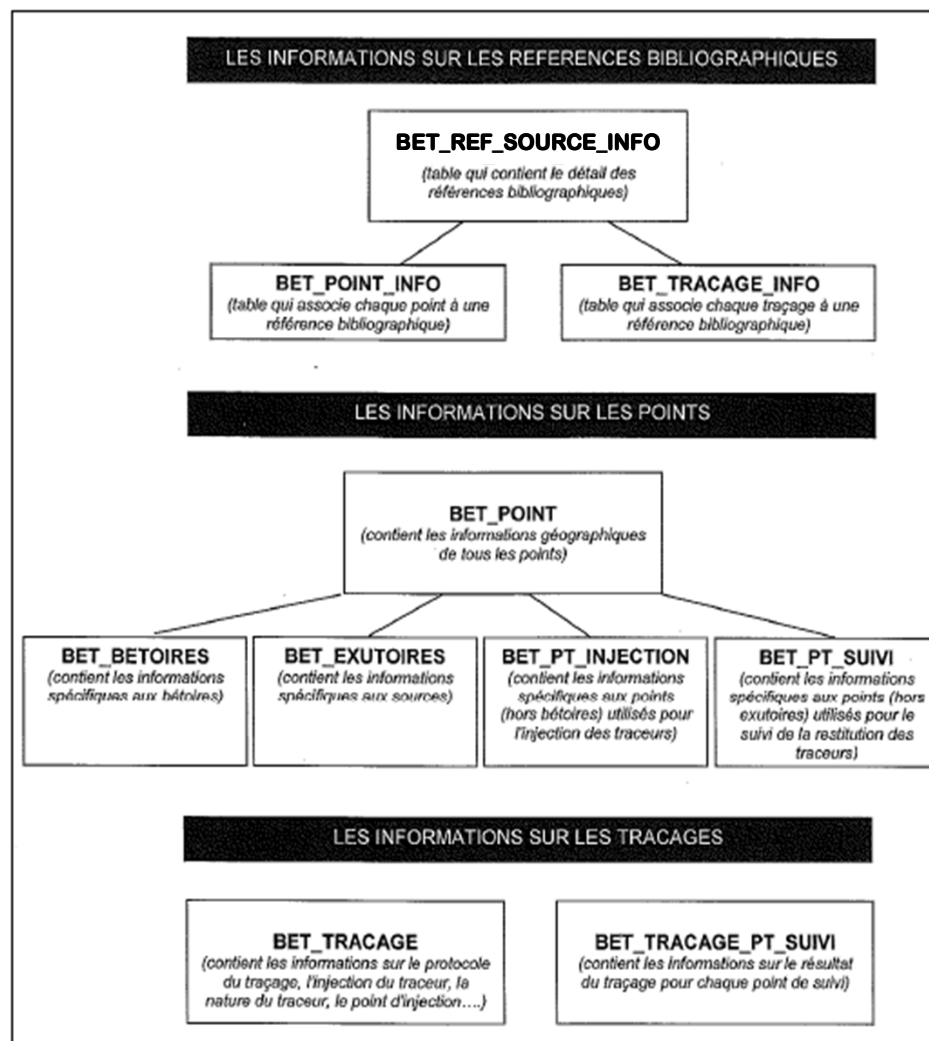 LES INFORMATIONS SUR LES REFERENCES BIBLIOGRAPHIQUES
BET_REF_SOURCE_INFO
(table qui contient le détail des
références bibliographiques)
BET_POINT_INFO
(table qui associe chaque point à une
référence bibliographique)
BET_TRACAGE_INFO
(table qui associe chaque traçage à une
référence bibliographique)
LES INFORMATIONS SUR LES POINTS
BET_POINT
(contient les informations géographiques
de tous les points)
BET_BETOIRES
(contient les informations
spécifiques aux bétoires)
BET_EXUTOIRES
(contient les informations
spécifiques aux sources)
BET_PT_INJECTION
(contient les informations
spécifiques aux points
(hors bétoires) utilisés pour
l'injection des traceurs)
BET_PT_SUIVI
(contient les informations
spécifiques aux points (hors
exutoires) utilisés pour le
suivi de la restitution des
traceurs)
LES INFORMATIONS SUR LES TRACAGES
BET_TRACAGE
(contient les informations sur le protocole
du traçage, l'injection du traceur, la
nature du traceur, le point d'injection....)
BET_TRACAGE_PT_SUIVI
(contient les informations sur le résultat
du traçage pour chaque point de suivi)